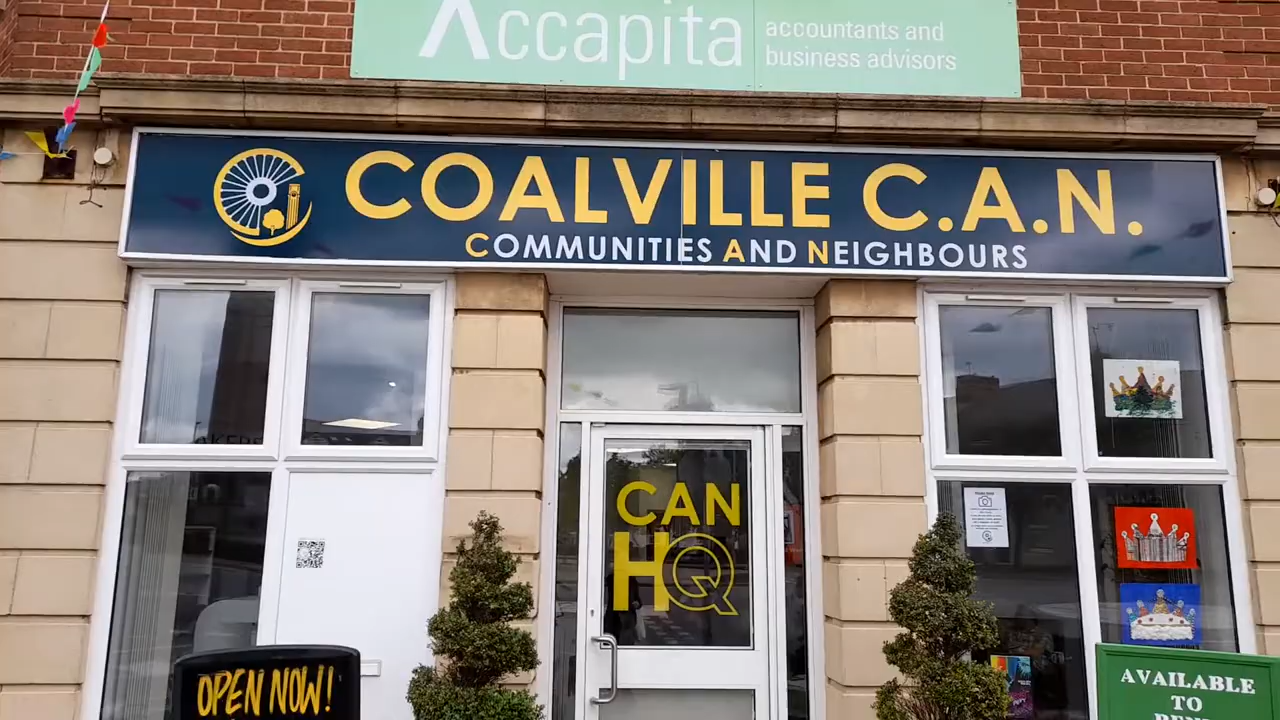 Accapita
accountants and
business advisors
COALVILLE C.A.N.
COMMUNITIES AND NEIGHBOURS
CAN
HQ
OPEN NOW!
AVAILABLE
TO